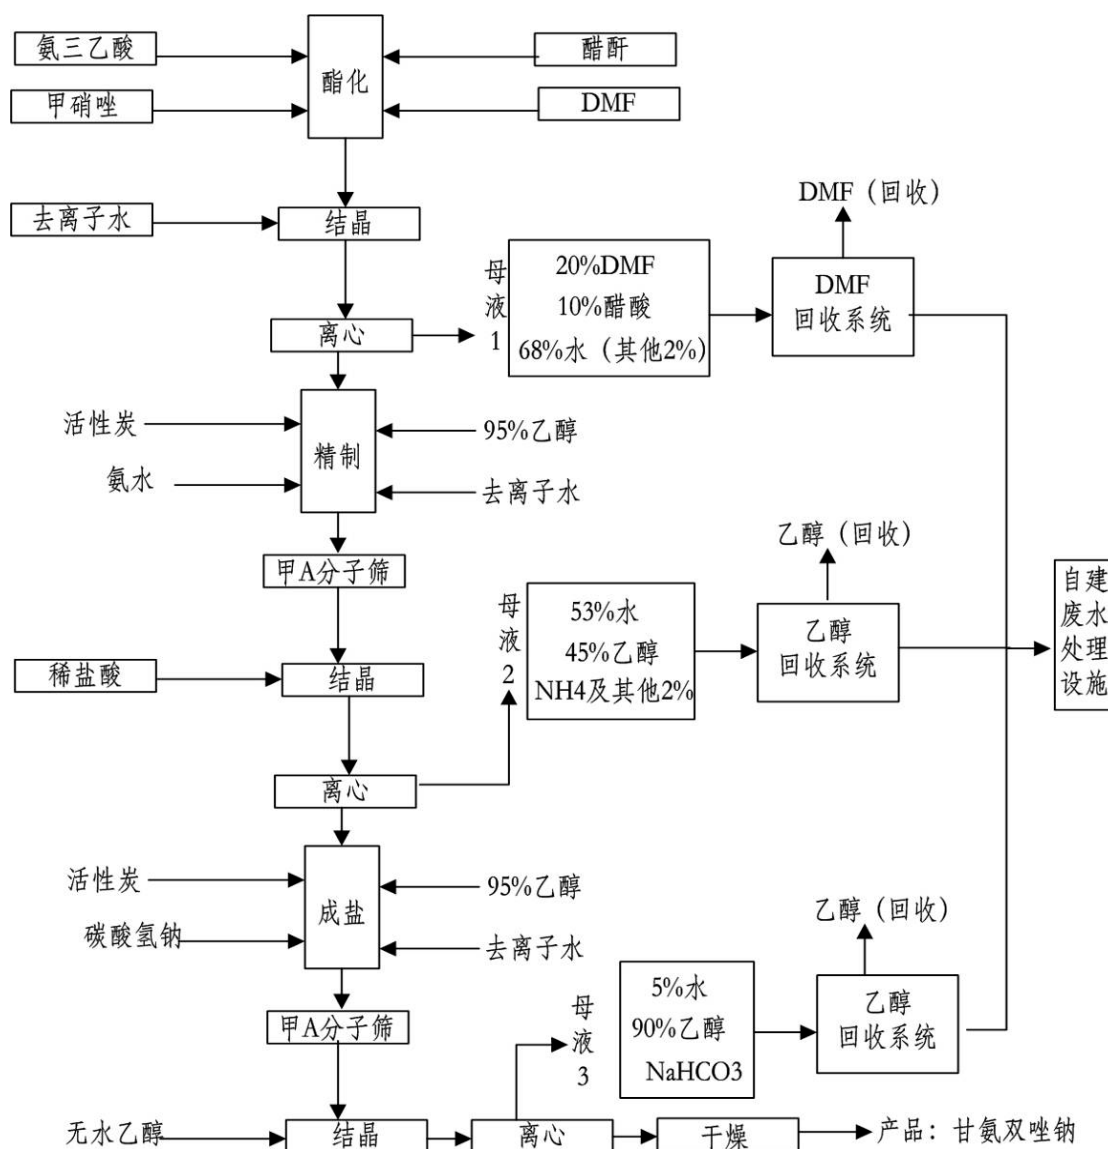 氨三乙酸
醋酐
酯化
甲硝唑
DMF
去离子水
结晶
DMF（回收）
母液1
20%DMF
10%醋酸
68%水（其他2%）
DMF
回收系统
离心
活性炭
95%乙醇
精制
氨水
去离子水
甲A分子筛
乙醇（回收）
自建
废水
处理
设施
母液2
53%水
45%乙醇
NH4及其他2%
乙醇
回收系统
稀盐酸
结晶
离心
活性炭
95%乙醇
成盐
碳酸氢钠
去离子水
乙醇（回收）
甲A分子筛
母液3
5%水
90%乙醇
NaHCO3
乙醇
回收系统
无水乙醇
结晶
离心
干燥
产品：甘氨双唑钠